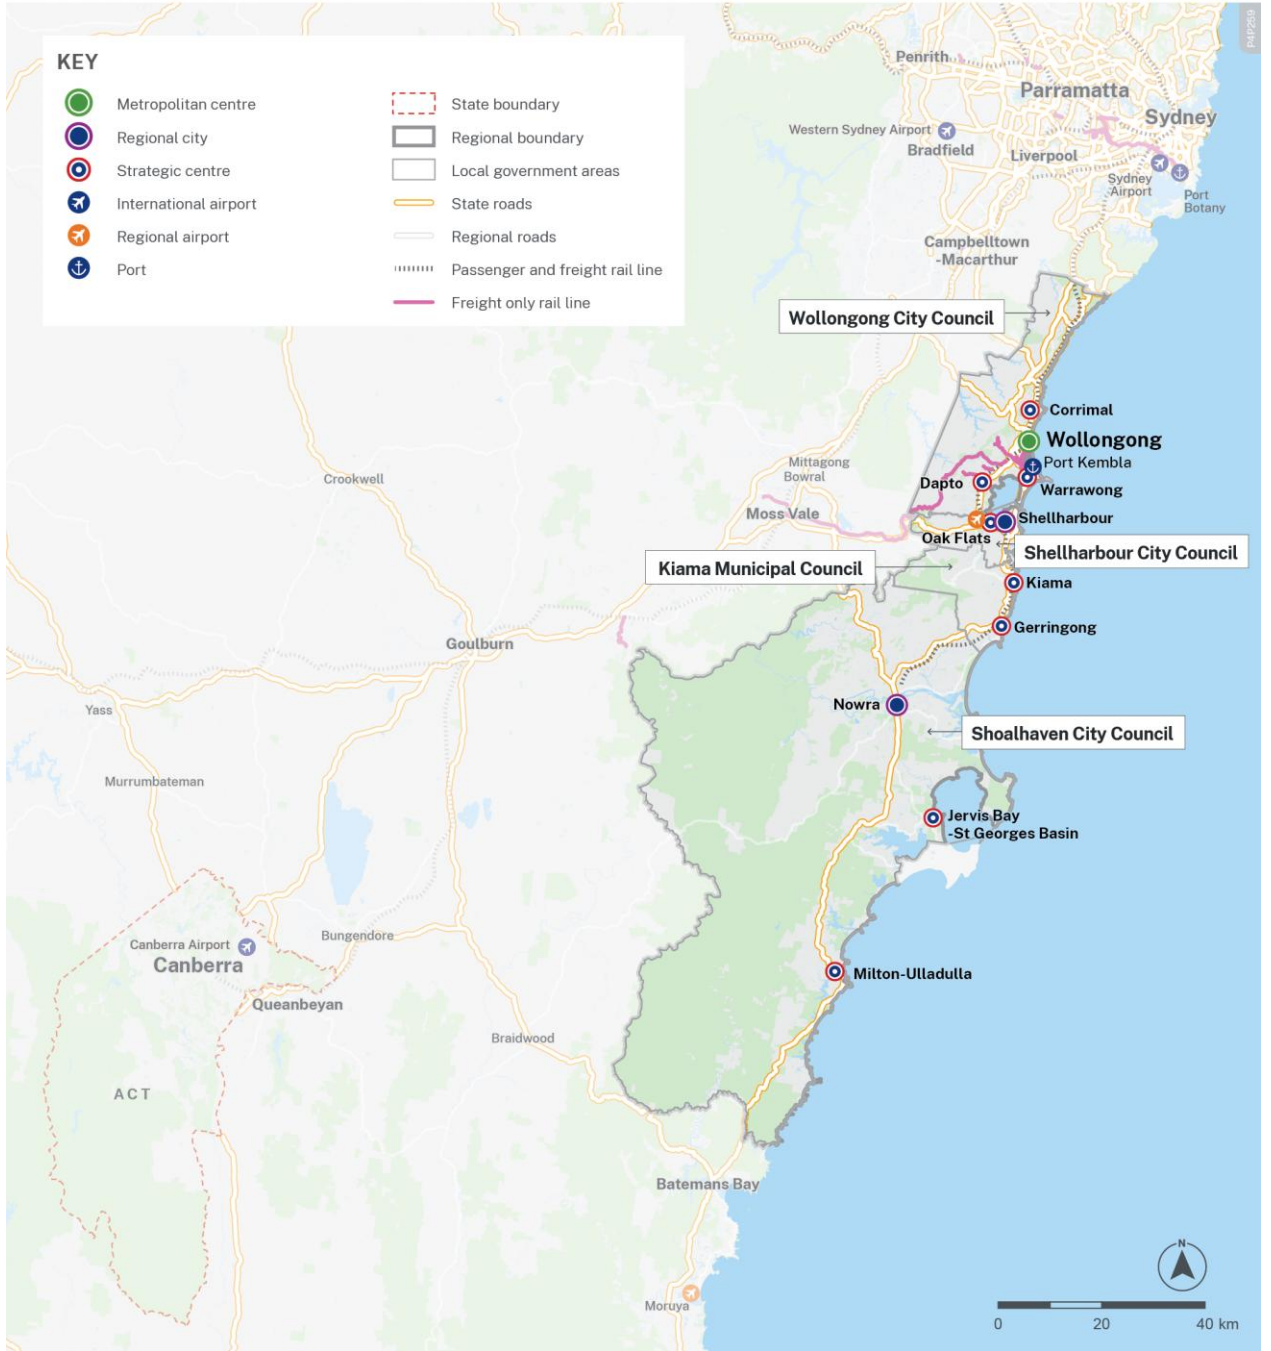 P4P259
KEY
Metropolitan centre
Regional city
Strategic centre
International airport
Regional airport
Port
State boundary
Regional boundary
Local government areas
State roads
Regional roads
Passenger and freight rail line
Freight only rail line
Penrith
Parramatta
Sydney
Western Sydney Airport
Bradfield
Liverpool
Sydney
Airport
Port
Botany
Campbelltown
-Macarthur
Wollongong City Council
Corrimal
Wollongong
Port Kembla
Mittagong
Bowral
Crookwell
Dapto
Warrawong
Moss Vale
Shellharbour
Oak Flats
Shellharbour City Council
Kiama Municipal Council
Kiama
Gerringong
Goulburn
Nowra
Yass
Shoalhaven City Council
Murrumbateman
Jervis Bay
-St Georges Basin
Bungendore
Canberra Airport
Canberra
Milton-Ulladulla
Queanbeyan
Braidwood
ACT
Batemans Bay
Moruya
N
0
20
40 km